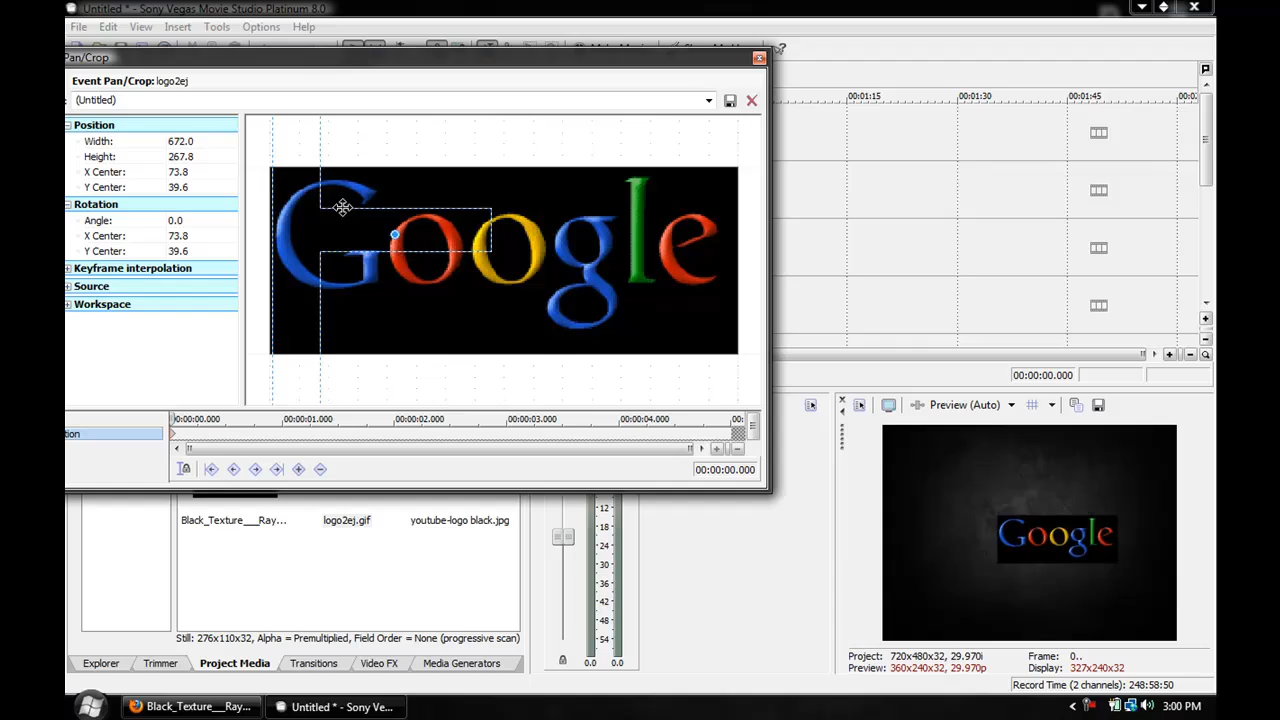 Untitled * - Sony Vegas Movie Studio Platinum 8.0
File Edit View Insert Tools Options Help
Pan/Crop
Event Pan/Crop: logo2ej
(Untitled)
Position
Width: 672.0
Height: 267.8
X Center: 73.8
Y Center: 39.6
Rotation
Angle: 0.0
X Center: 73.8
Y Center: 39.6
Keyframe interpolation
Source
Workspace
Google
00:01:15 00:01:30 00:01:45
00:00:00.000
00:00:00.000 00:00:01.000 00:00:02.000 00:00:03.000 00:00:04.000 00:
00:00:00.000
Preview (Auto)
Google
Black_Texture___Ray... logo2ej.gif youtube-logo black.jpg
12
18
24
30
36
42
48
54
0.0 0.0
Still: 276x110x32, Alpha = Premultiplied, Field Order = None (progressive scan)
Explorer Trimmer Project Media Transitions Video FX Media Generators
Project: 720x480x32, 29.970i Frame: 0..
Preview: 360x240x32, 29.970p Display: 327x240x32
Record Time (2 channels): 248:58:50
Black_Texture___Ray... Untitled * - Sony Ve... 3:00 PM